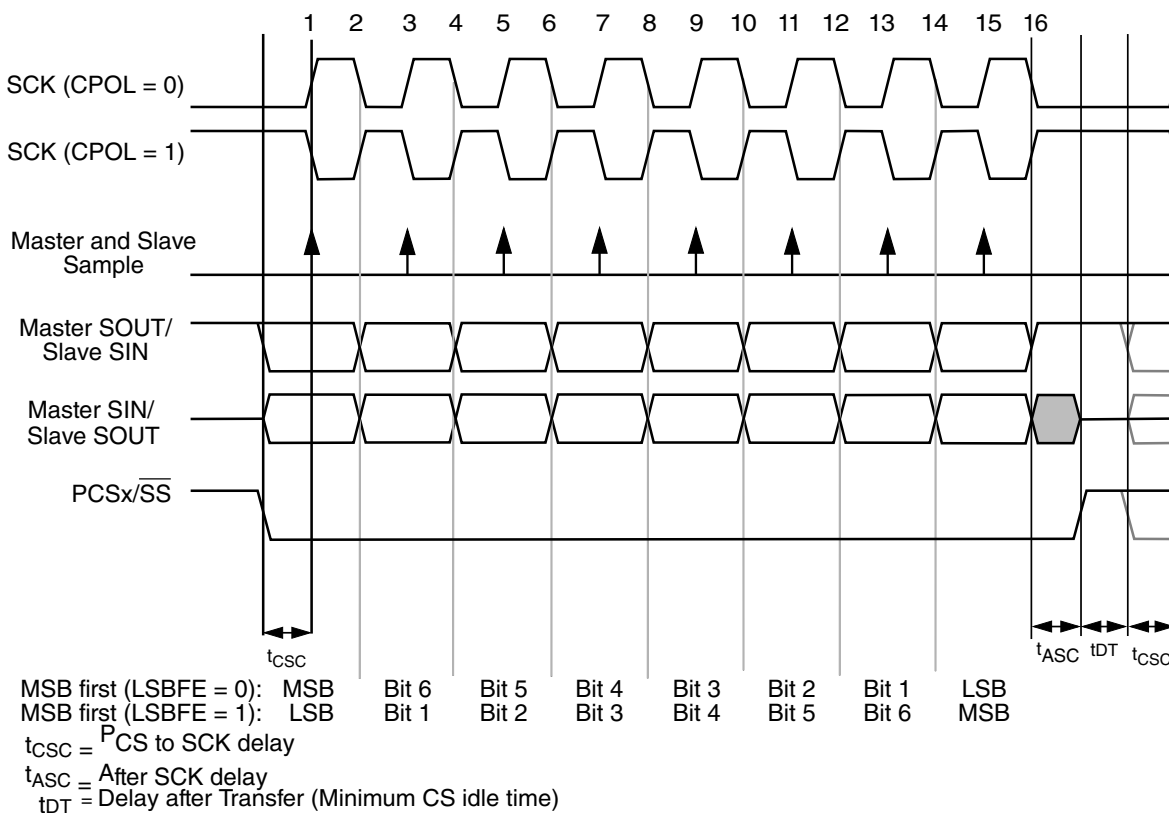 1 2 3 4 5 6 7 8 9 10 11 12 13 14 15 16
SCK (CPOL = 0)
SCK (CPOL = 1)
Master and Slave
Sample
Master SOUT/
Slave SIN
Master SIN/
Slave SOUT
PCSx/SS
tCSC
tASC tDT tCSC
MSB first (LSBFE = 0): MSB Bit 6 Bit 5 Bit 4 Bit 3 Bit 2 Bit 1 LSB
MSB first (LSBFE = 1): LSB Bit 1 Bit 2 Bit 3 Bit 4 Bit 5 Bit 6 MSB
tCSC = PCS to SCK delay
tASC = After SCK delay
tDT = Delay after Transfer (Minimum CS idle time)